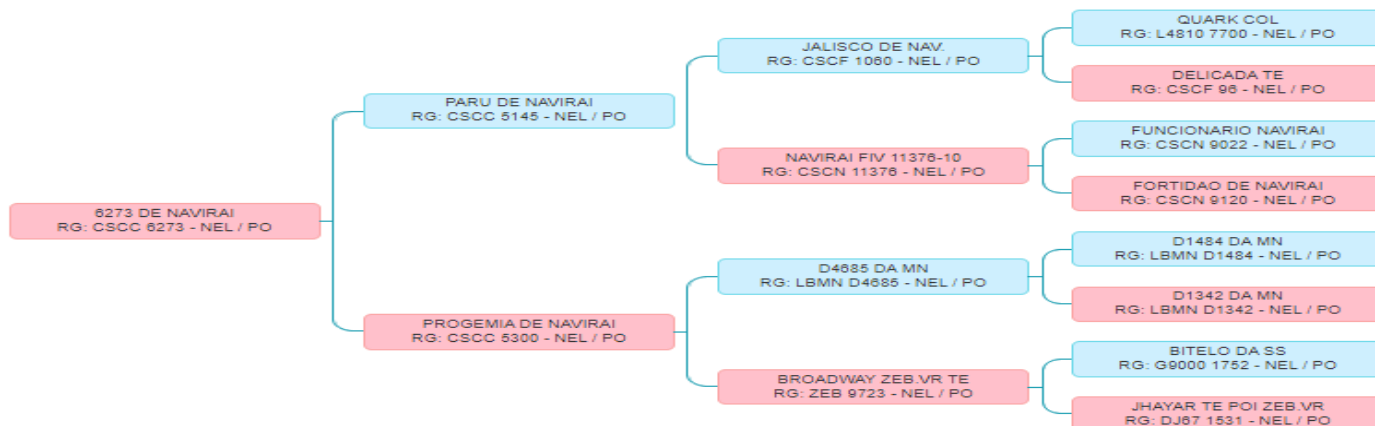 QUARK COL
RG: L4810 7700 - NEL / PO
JALISCO DE NAV.
RG: CSCF 1060 - NEL / PO
DELICADA TE
RG: CSCF 96 - NEL / PO
PARU DE NAVIRAI
RG: CSCC 5145 - NEL / PO
FUNCIONARIO NAVIRAI
RG: CSCN 9022 - NEL / PO
NAVIRAI FIV 11376-10
RG: CSCN 11376 - NEL / PO
FORTIDAO DE NAVIRAI
RG: CSCN 9120 - NEL / PO
6273 DE NAVIRAI
RG: CSCC 6273 - NEL / PO
D1484 DA MN
RG: LBMN D1484 - NEL / PO
D4685 DA MN
RG: LBMN D4685 - NEL / PO
D1342 DA MN
RG: LBMN D1342 - NEL / PO
PROGEMIA DE NAVIRAI
RG: CSCC 5300 - NEL / PO
BITELO DA SS
RG: G9000 1752 - NEL / PO
BROADWAY ZEB.VR TE
RG: ZEB 9723 - NEL / PO
JHAYAR TE POI ZEB.VR
RG: DJ67 1531 - NEL / PO